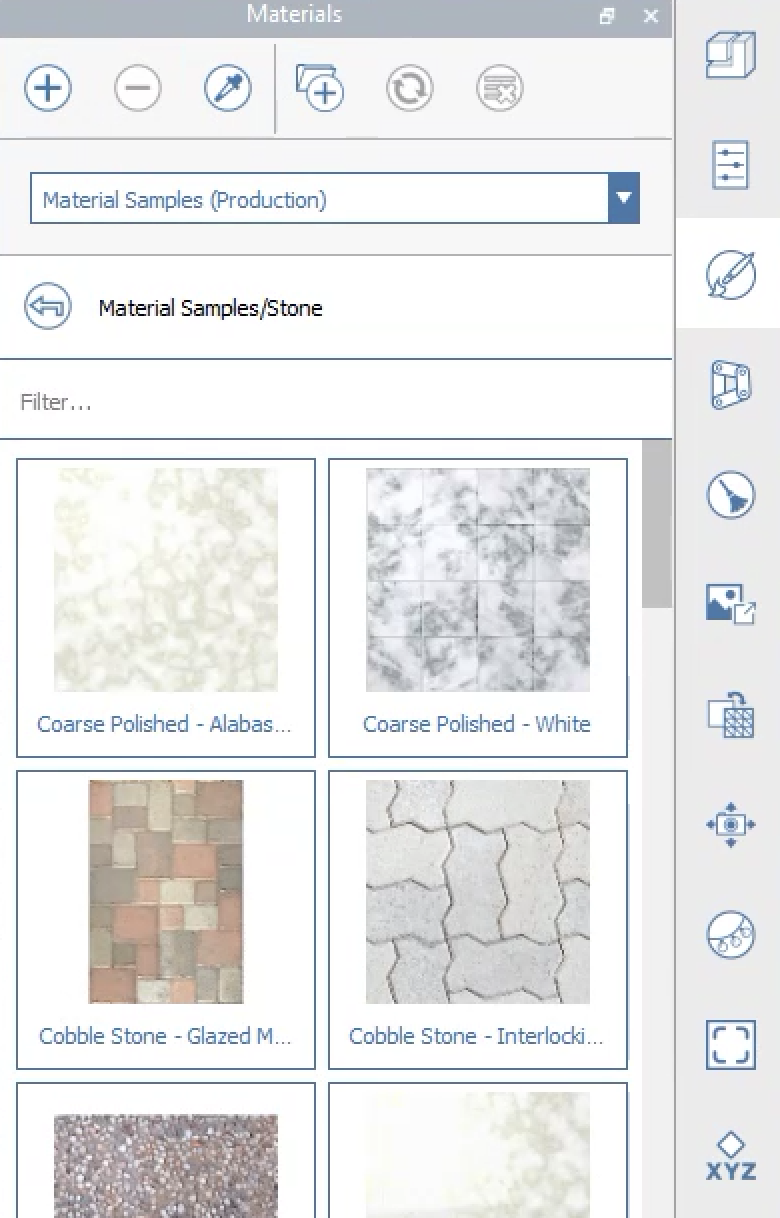 Materials
Material Samples (Production)
Material Samples/Stone
Filter...
Coarse Polished - Alabas...
Coarse Polished - White
Cobble Stone - Glazed M...
Cobble Stone - Interlocki...
XYZ